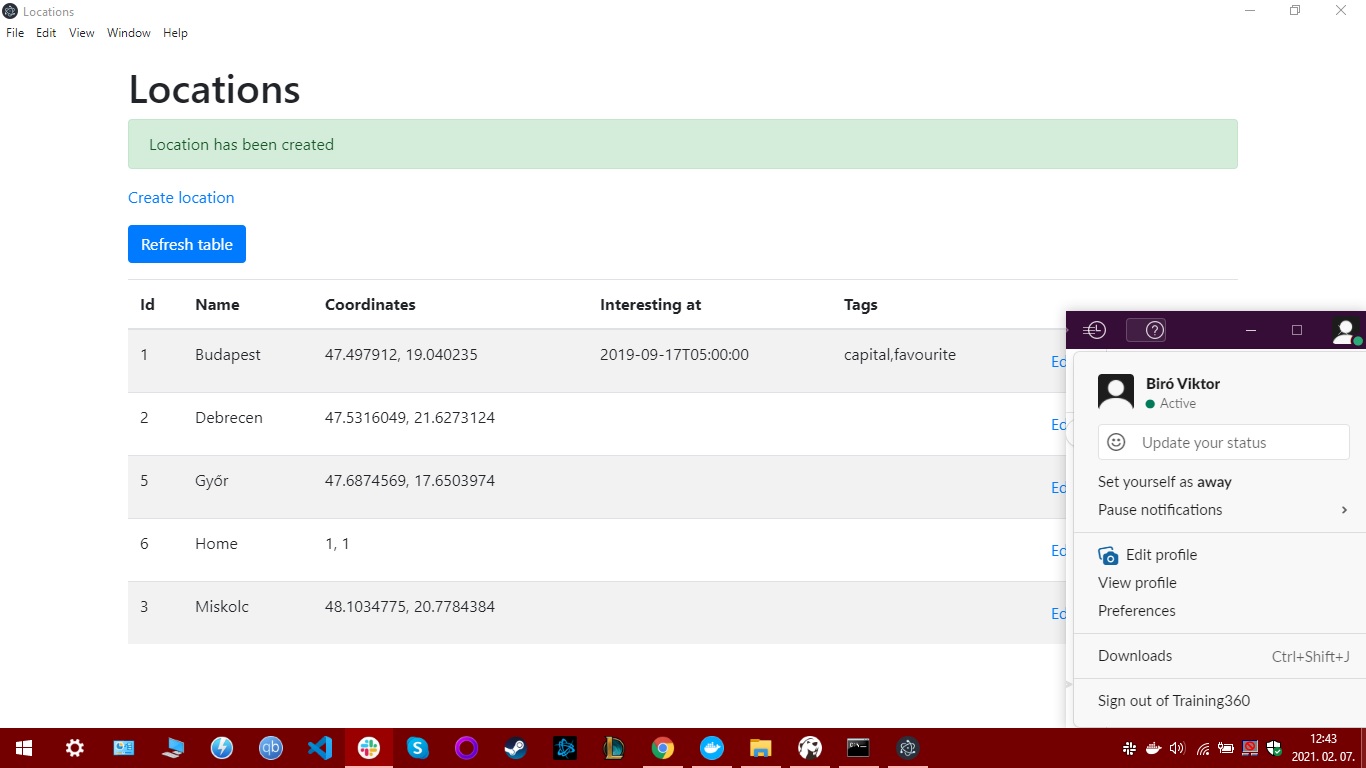 Locations
File Edit View Window Help
Locations
Location has been created
Create location
Refresh table
Id Name Coordinates Interesting at Tags
1 Budapest 47.497912, 19.040235 2019-09-17T05:00:00 capital,favourite Ed
2 Debrecen 47.5316049, 21.6273124 Ed
5 Győr 47.6874569, 17.6503974 Ed
6 Home 1, 1 Ed
3 Miskolc 48.1034775, 20.7784384 Ed
Biró Viktor
Active
Update your status
Set yourself as away
Pause notifications
Edit profile
View profile
Preferences
Downloads Ctrl+Shift+J
Sign out of Training360
qb
12:43
2021. 02. 07.